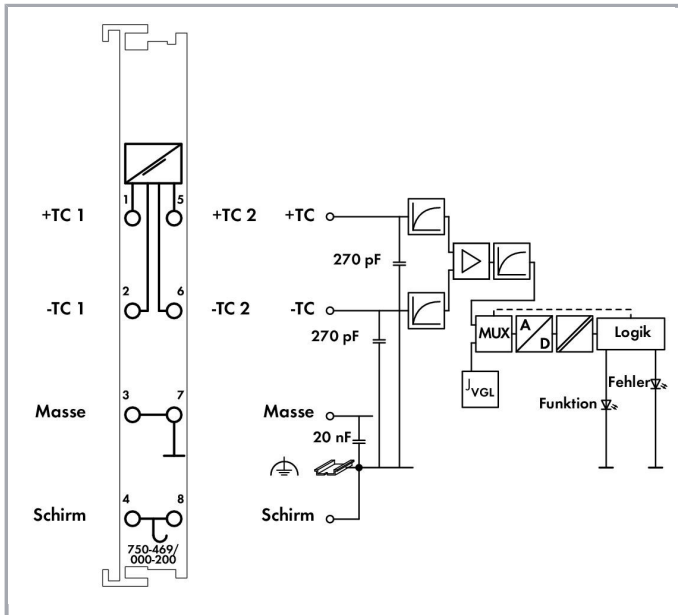 1
5
+TC 1
+TC 2
+TC
270 pF
2
6
-TC 1
-TC 2
-TC
270 pF
MUX
A
D
Logik
J VGL
Fehler
Funktion
3
7
Masse
Masse
20 nF
4
8
Schirm
Schirm
750-469/
000-200